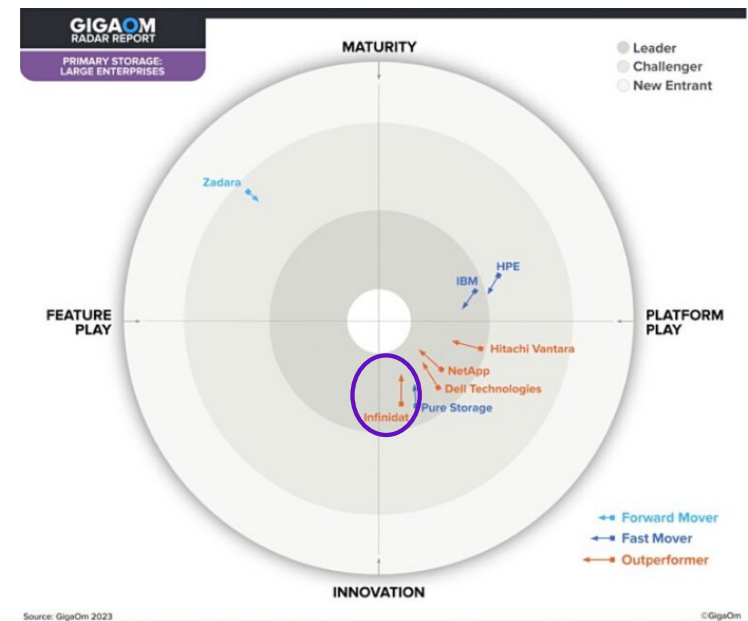 GIGAOM
RADAR REPORT
PRIMARY STORAGE:
LARGE ENTERPRISES
MATURITY
Leader
Challenger
New Entrant
Zadara
HPE
IBM
FEATURE
PLAY
PLATFORM
PLAY
Hitachi Vantara
NetApp
Dell Technologies
Pure Storage
Infinidat
Forward Mover
Fast Mover
Outperformer
INNOVATION
Source: GigaOm 2023
©GigaOm